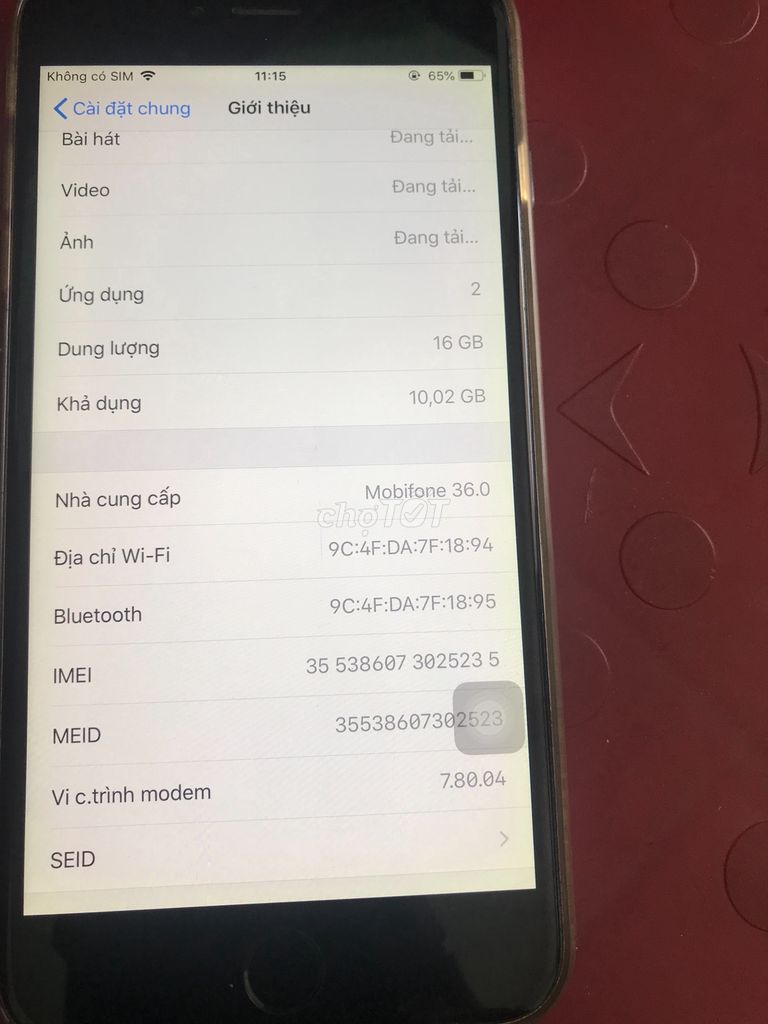 Không có SIM 11:15 65%
Cài đặt chung Giới thiệu
Bài hát Đang tải...
Video Đang tải...
Ảnh Đang tải...
Ứng dụng 2
Dung lượng 16 GB
Khả dụng 10,02 GB
Nhà cung cấp Mobifone 36.0
chợTỐT
Địa chỉ Wi-Fi 9C:4F:DA:7F:18:94
Bluetooth 9C:4F:DA:7F:18:95
IMEI 35 538607 302523 5
MEID 35538607302523
Vi c.trình modem 7.80.04
SEID